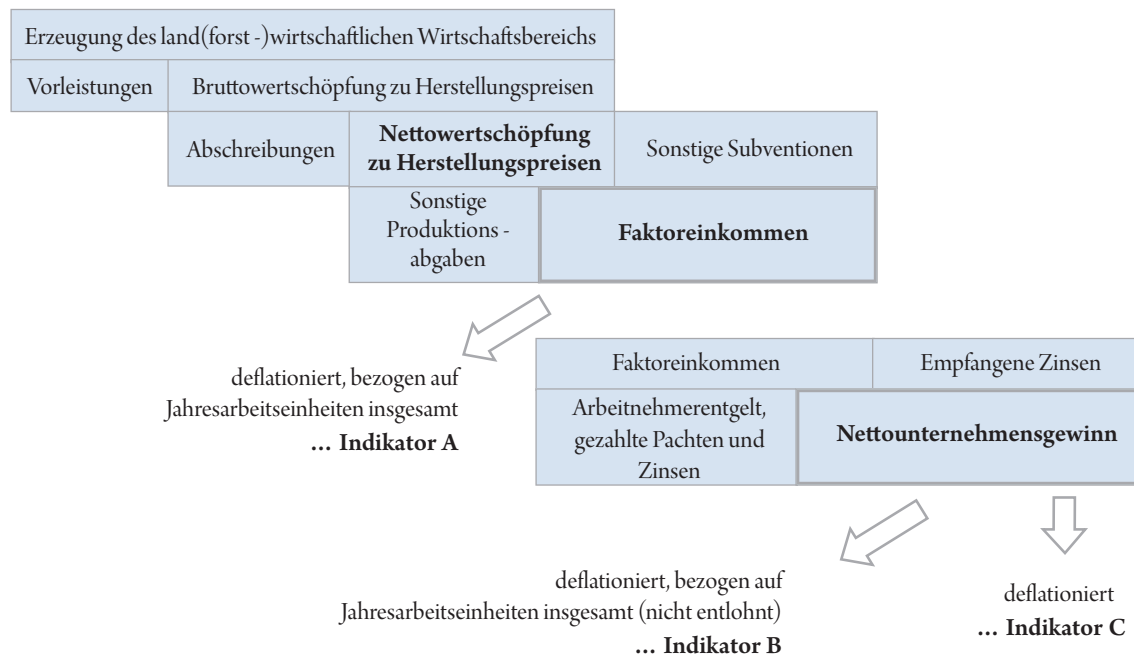 Erzeugung des land(forst -)wirtschaftlichen Wirtschaftsbereichs
Vorleistungen
Bruttowertschöpfung zu Herstellungspreisen
Abschreibungen
Nettowertschöpfung
zu Herstellungspreisen
Sonstige Subventionen
Sonstige
Produktions -
abgaben
Faktoreinkommen
deflationiert, bezogen auf
Jahresarbeitseinheiten insgesamt
... Indikator A
Faktoreinkommen
Empfangene Zinsen
Arbeitnehmerentgelt,
gezahlte Pachten und
Zinsen
Nettounternehmensgewinn
deflationiert, bezogen auf
Jahresarbeitseinheiten insgesamt (nicht entlohnt)
... Indikator B
deflationiert
... Indikator C